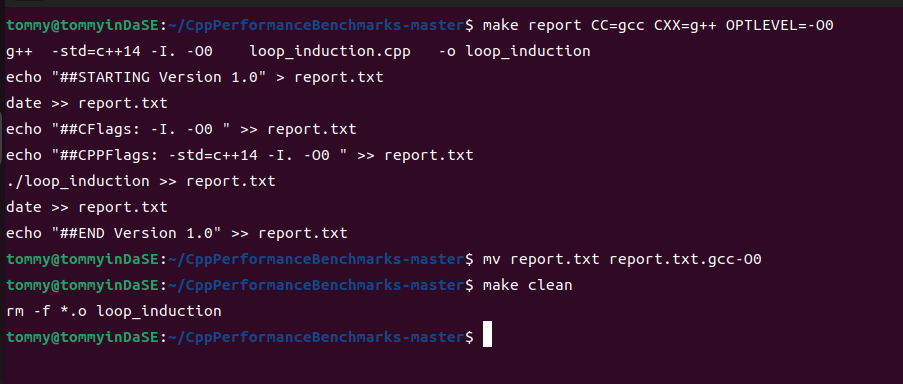 tommy@tommyinDaSE:~/CppPerformanceBenchmarks-master$ make report CC=gcc CXX=g++ OPTLEVEL=-O0
g++  -std=c++14 -I. -O0    loop_induction.cpp   -o loop_induction
echo "##STARTING Version 1.0" > report.txt
date >> report.txt
echo "##CFlags: -I. -O0 " >> report.txt
echo "##CPPFlags: -std=c++14 -I. -O0 " >> report.txt
./loop_induction >> report.txt
date >> report.txt
echo "##END Version 1.0" >> report.txt
tommy@tommyinDaSE:~/CppPerformanceBenchmarks-master$ mv report.txt report.txt.gcc-O0
tommy@tommyinDaSE:~/CppPerformanceBenchmarks-master$ make clean
rm -f *.o loop_induction
tommy@tommyinDaSE:~/CppPerformanceBenchmarks-master$